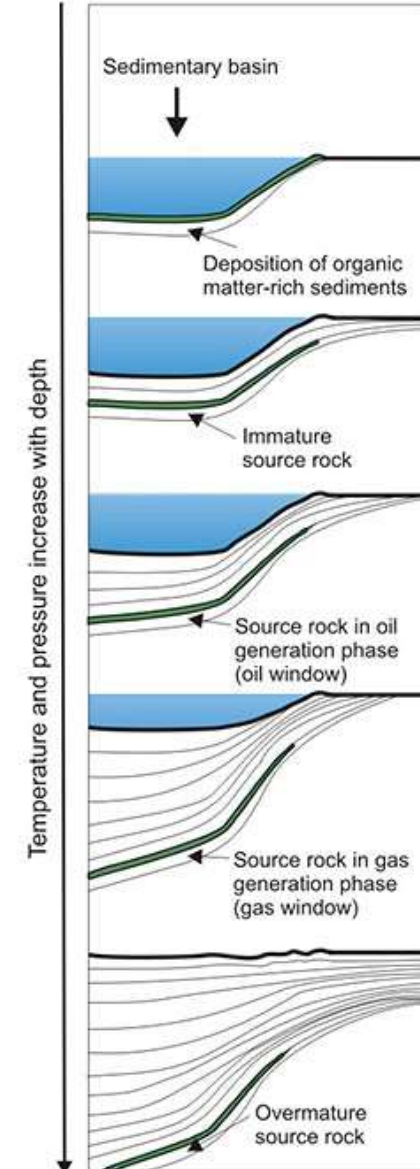 Sedimentary basin
Deposition of organic
matter-rich sediments
Immature
source rock
Source rock in oil
generation phase
(oil window)
Source rock in gas
generation phase
(gas window)
Overmature
source rock
Temperature and pressure increase with depth